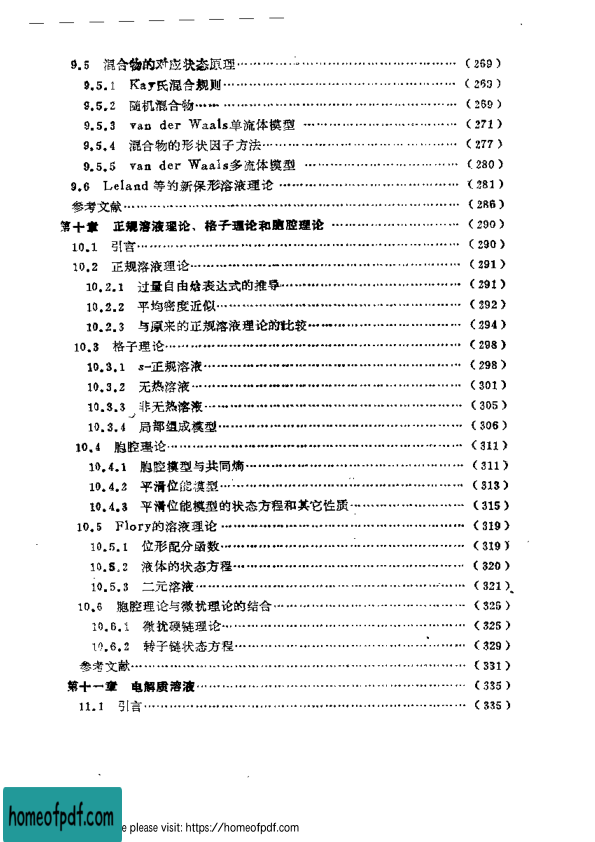 9.5 混合物的对应状态原理……………………………………（269）
9.5.1 Kay氏混合规则……………………………………（269）
9.5.2 随机混合物……………………………………（269）
9.5.3 van der Waals单流体模型……………………………………（271）
9.5.4 混合物的形状因子方法……………………………………（277）
9.5.5 van der Waals多流体模型……………………………………（280）
9.6 Leland 等的新保形溶液理论……………………………………（281）
参考文献……………………………………（286）
第十章 正规溶液理论、格子理论和胞腔理论……………………………………（290）
10.1 引言……………………………………（290）
10.2 正规溶液理论……………………………………（291）
10.2.1 过量自由焓表达式的推导……………………………………（291）
10.2.2 平均密度近似……………………………………（292）
10.2.3 与原来的正规溶液理论的比较……………………………………（294）
10.3 格子理论……………………………………（298）
10.3.1 s-正规溶液……………………………………（298）
10.3.2 无热溶液……………………………………（301）
10.3.3 非无热溶液……………………………………（305）
10.3.4 局部组成模型……………………………………（306）
10.4 胞腔理论……………………………………（311）
10.4.1 胞腔模型与共同熵……………………………………（311）
10.4.2 平滑位能模型……………………………………（313）
10.4.3 平滑位能模型的状态方程和其它性质……………………………………（315）
10.5 Flory的溶液理论……………………………………（319）
10.5.1 位形配分函数……………………………………（319）
10.5.2 液体的状态方程……………………………………（320）
10.5.3 二元溶液……………………………………（321）
10.6 胞腔理论与微扰理论的结合……………………………………（325）
10.6.1 微扰硬链理论……………………………………（325）
10.6.2 转子链状态方程……………………………………（329）
参考文献……………………………………（331）
第十一章 电解质溶液……………………………………（335）
11.1 引言……………………………………（335）
homeofpdf.com
e please visit: https://homeofpdf.com